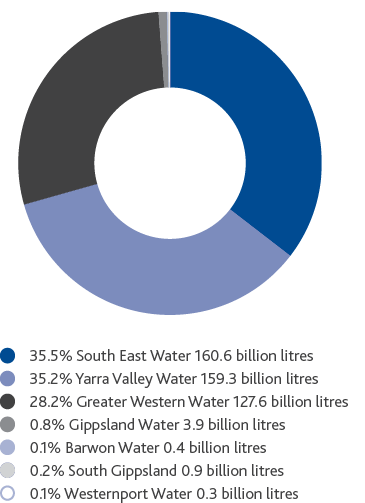 35.5% South East Water 160.6 billion litres
35.2% Yarra Valley Water 159.3 billion litres
28.2% Greater Western Water 127.6 billion litres
0.8% Gippsland Water 3.9 billion litres
0.1% Barwon Water 0.4 billion litres
0.2% South Gippsland 0.9 billion litres
0.1% Westernport Water 0.3 billion litres